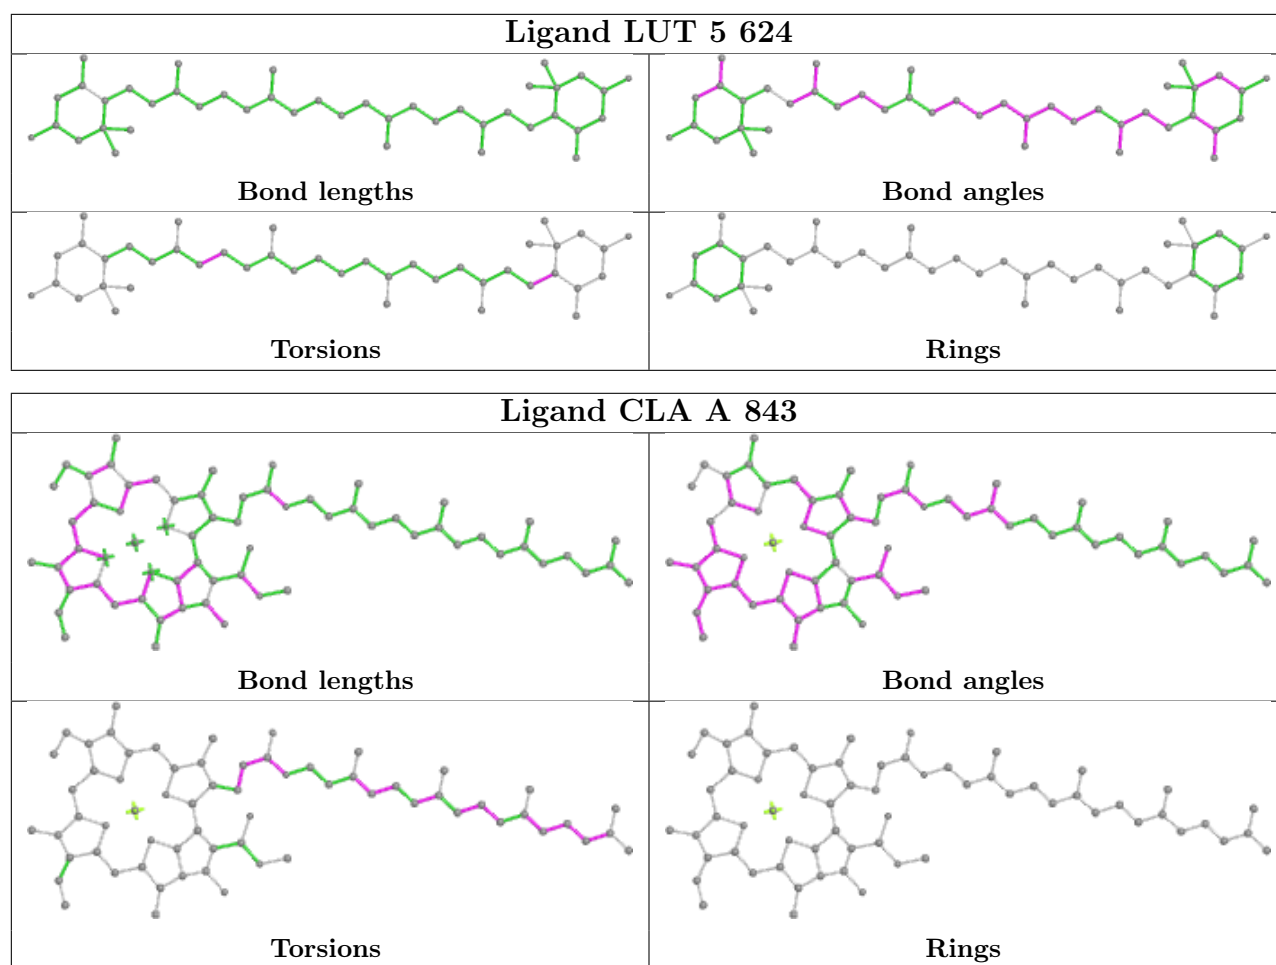 Ligand LUT 5 624
Bond lengths
Bond angles
Torsions
Rings
Ligand CLA A 843
Bond lengths
Bond angles
Torsions
Rings